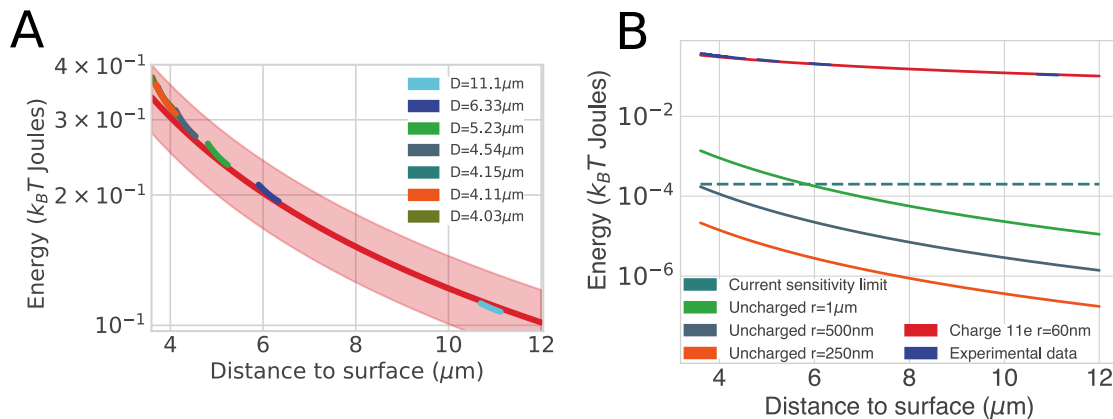 A
Energy (k_BT Joules)
4 × 10⁻¹
3 × 10⁻¹
2 × 10⁻¹
10⁻¹
D=11.1μm
D=6.33μm
D=5.23μm
D=4.54μm
D=4.15μm
D=4.11μm
D=4.03μm
4 6 8 10 12
Distance to surface (μm)
B
Energy (k_BT Joules)
10⁻²
10⁻⁴
10⁻⁶
Current sensitivity limit
Uncharged r=1μm
Uncharged r=500nm
Uncharged r=250nm
Charge 11e r=60nm
Experimental data
4 6 8 10 12
Distance to surface (μm)